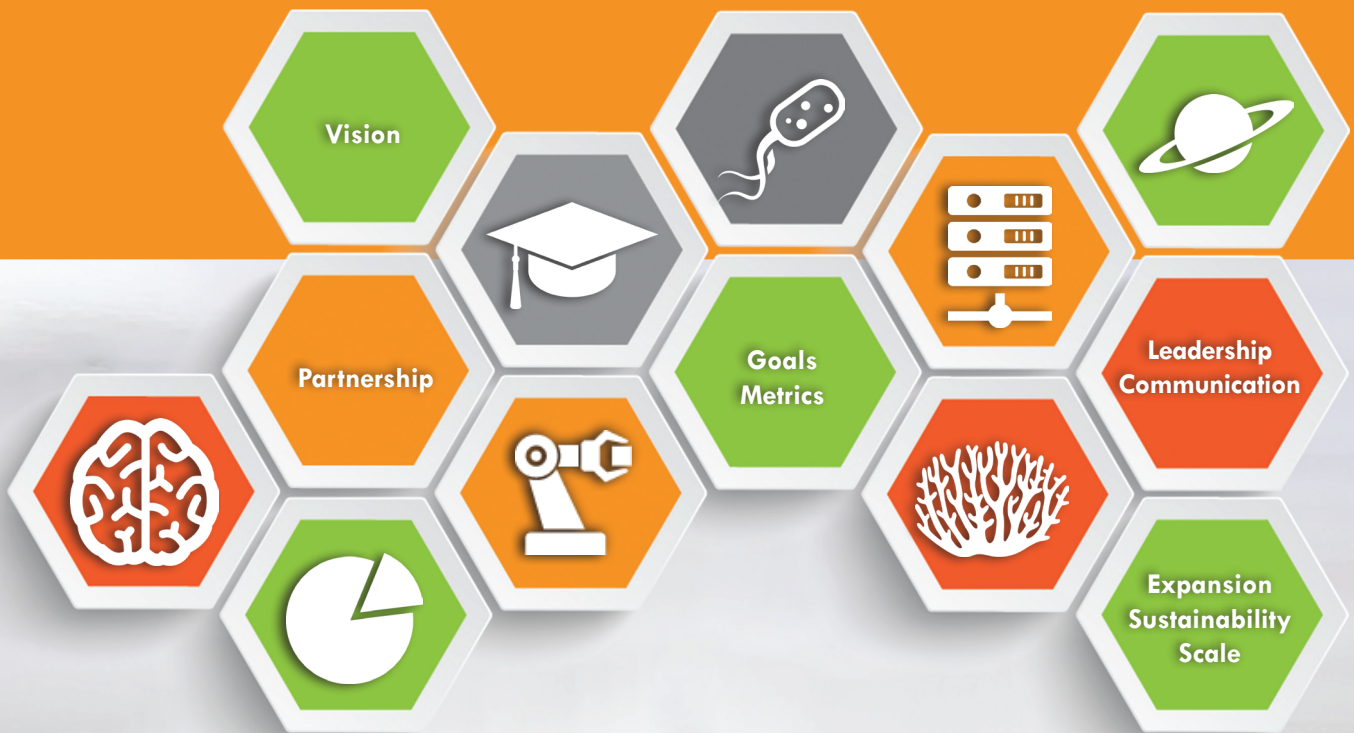 Vision
Partnership
Goals
Metrics
Leadership
Communication
Expansion
Sustainability
Scale